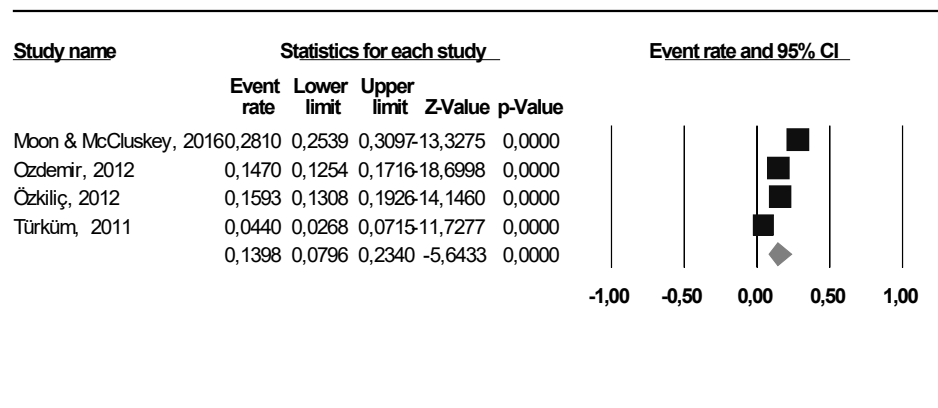 Study name Statistics for each study Event rate and 95% CI
Event Lower Upper
rate limit limit Z-Value p-Value
Moon & McCluskey, 2016 0,2810 0,2539 0,3097 -13,3275 0,0000
Ozdemir, 2012 0,1470 0,1254 0,1716 -18,6998 0,0000
Özkiliç, 2012 0,1593 0,1308 0,1926 -14,1460 0,0000
Türküm, 2011 0,0440 0,0268 0,0715 -11,7277 0,0000
0,1398 0,0796 0,2340 -5,6433 0,0000
-1,00 -0,50 0,00 0,50 1,00